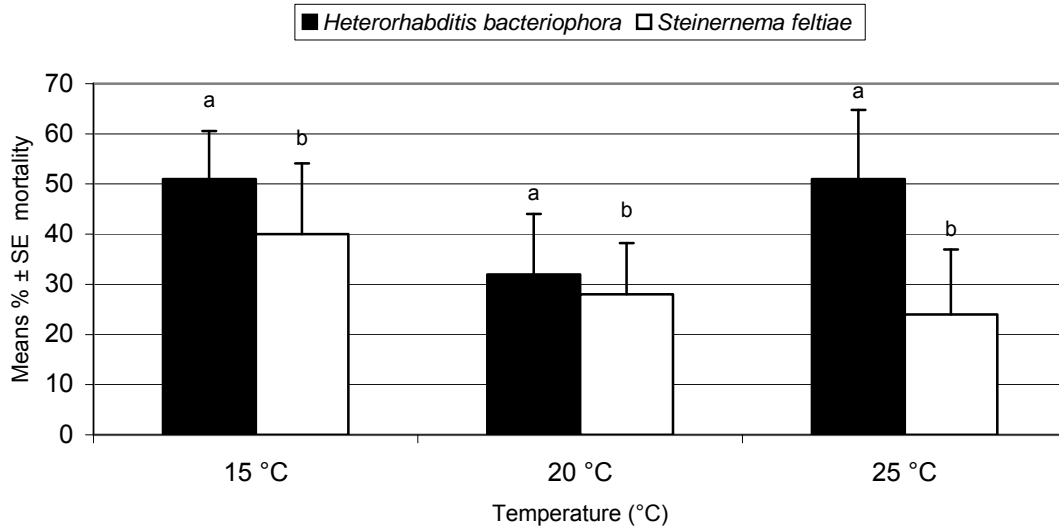 Heterorhabditis bacteriophora Steinernema feltiae
70
60
50
40
30
20
10
0
Means % ± SE mortality
a
b
a
b
a
b
15 °C 20 °C 25 °C
Temperature (°C)